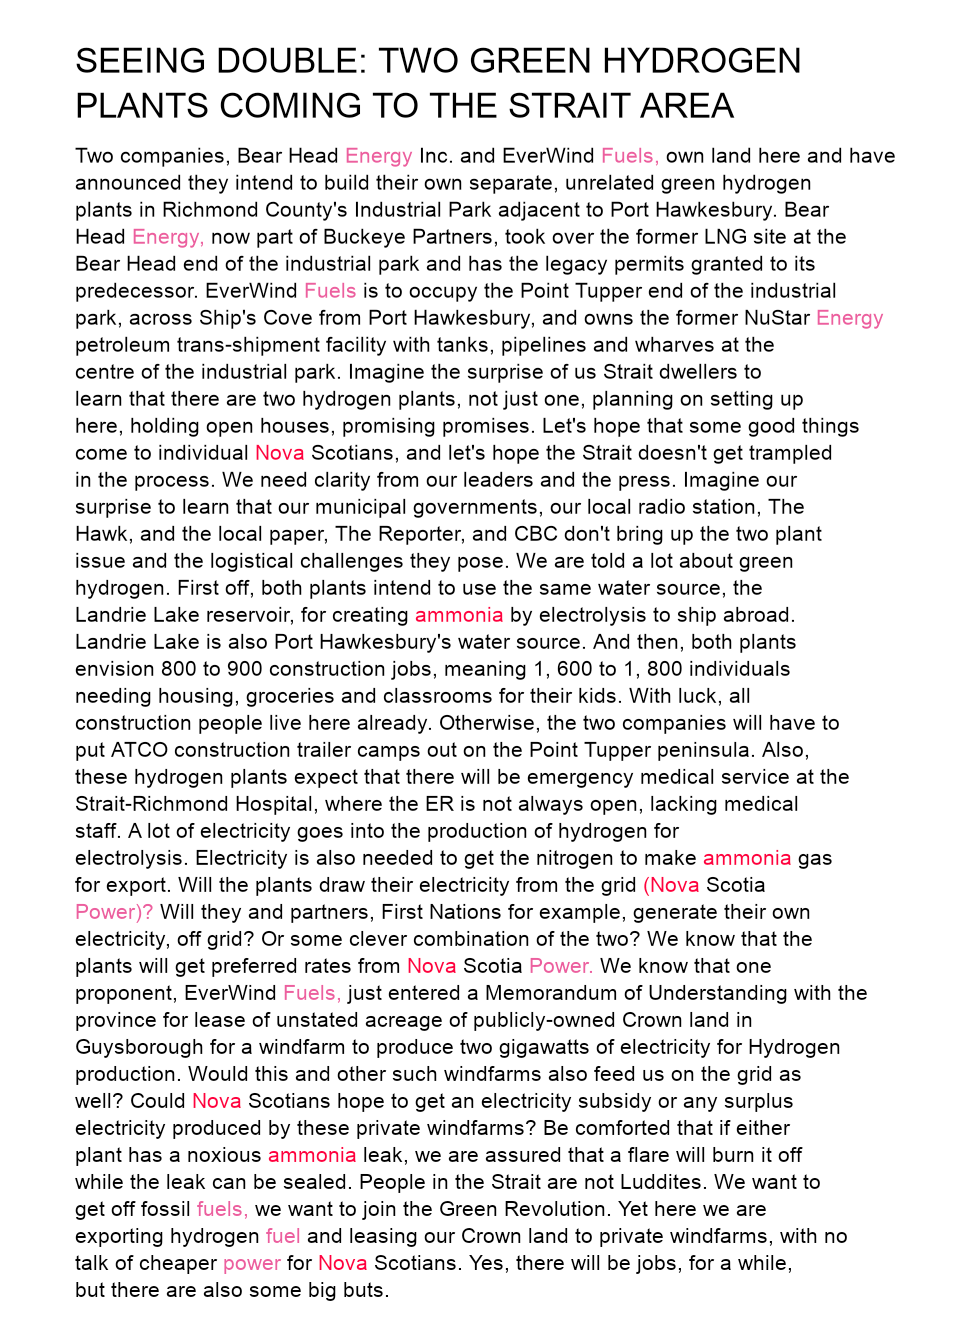 SEEING DOUBLE: TWO GREEN HYDROGEN
PLANTS COMING TO THE STRAIT AREA
Two companies, Bear Head Energy Inc. and EverWind Fuels, own land here and have
announced they intend to build their own separate, unrelated green hydrogen
plants in Richmond County's Industrial Park adjacent to Port Hawkesbury. Bear
Head Energy, now part of Buckeye Partners, took over the former LNG site at the
Bear Head end of the industrial park and has the legacy permits granted to its
predecessor. EverWind Fuels is to occupy the Point Tupper end of the industrial
park, across Ship's Cove from Port Hawkesbury, and owns the former NuStar Energy
petroleum trans-shipment facility with tanks, pipelines and wharves at the
centre of the industrial park. Imagine the surprise of us Strait dwellers to
learn that there are two hydrogen plants, not just one, planning on setting up
here, holding open houses, promising promises. Let's hope that some good things
come to individual Nova Scotians, and let's hope the Strait doesn't get trampled
in the process. We need clarity from our leaders and the press. Imagine our
surprise to learn that our municipal governments, our local radio station, The
Hawk, and the local paper, The Reporter, and CBC don't bring up the two plant
issue and the logistical challenges they pose. We are told a lot about green
hydrogen. First off, both plants intend to use the same water source, the
Landrie Lake reservoir, for creating ammonia by electrolysis to ship abroad.
Landrie Lake is also Port Hawkesbury's water source. And then, both plants
envision 800 to 900 construction jobs, meaning 1, 600 to 1, 800 individuals
needing housing, groceries and classrooms for their kids. With luck, all
construction people live here already. Otherwise, the two companies will have to
put ATCO construction trailer camps out on the Point Tupper peninsula. Also,
these hydrogen plants expect that there will be emergency medical service at the
Strait-Richmond Hospital, where the ER is not always open, lacking medical
staff. A lot of electricity goes into the production of hydrogen for
electrolysis. Electricity is also needed to get the nitrogen to make ammonia gas
for export. Will the plants draw their electricity from the grid (Nova Scotia
Power)? Will they and partners, First Nations for example, generate their own
electricity, off grid? Or some clever combination of the two? We know that the
plants will get preferred rates from Nova Scotia Power. We know that one
proponent, EverWind Fuels, just entered a Memorandum of Understanding with the
province for lease of unstated acreage of publicly-owned Crown land in
Guysborough for a windfarm to produce two gigawatts of electricity for Hydrogen
production. Would this and other such windfarms also feed us on the grid as
well? Could Nova Scotians hope to get an electricity subsidy or any surplus
electricity produced by these private windfarms? Be comforted that if either
plant has a noxious ammonia leak, we are assured that a flare will burn it off
while the leak can be sealed. People in the Strait are not Luddites. We want to
get off fossil fuels, we want to join the Green Revolution. Yet here we are
exporting hydrogen fuel and leasing our Crown land to private windfarms, with no
talk of cheaper power for Nova Scotians. Yes, there will be jobs, for a while,
but there are also some big buts.